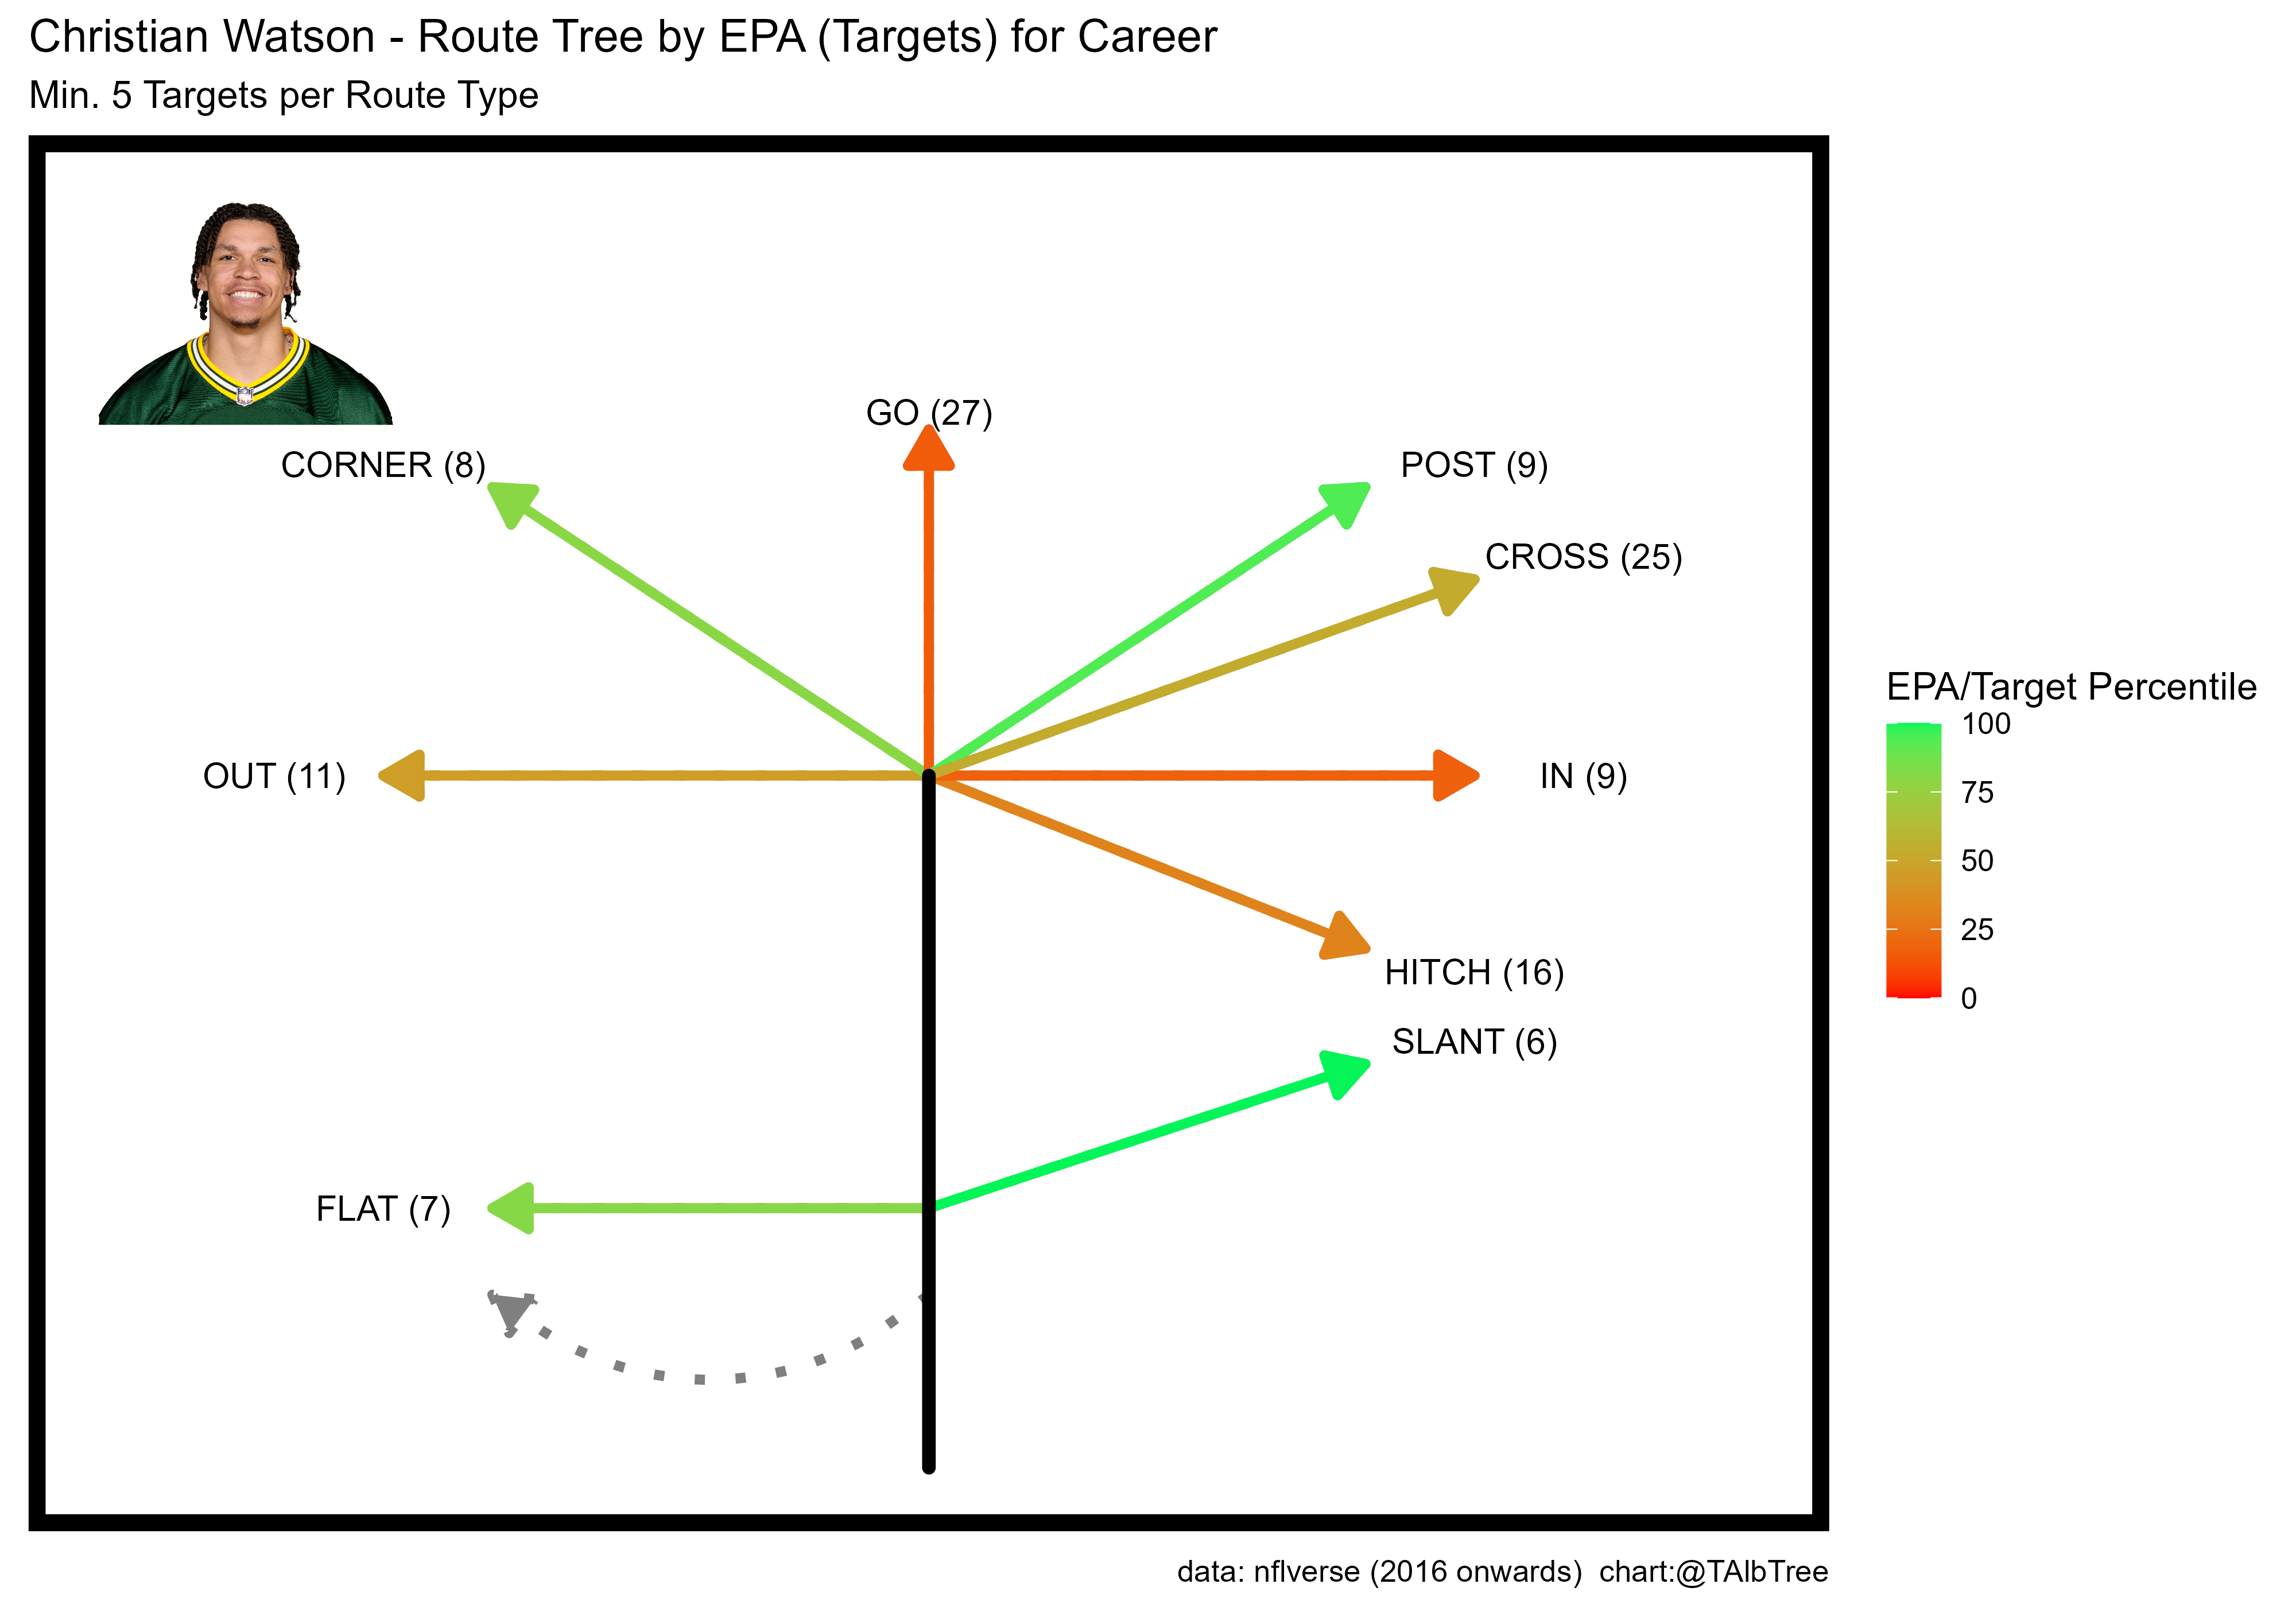 Christian Watson - Route Tree by EPA (Targets) for Career
Min. 5 Targets per Route Type
GO (27)
CORNER (8)
POST (9)
CROSS (25)
OUT (11)
IN (9)
HITCH (16)
SLANT (6)
FLAT (7)
EPA/Target Percentile
100
75
50
25
0
data: nflverse (2016 onwards)  chart:@TAlbTree